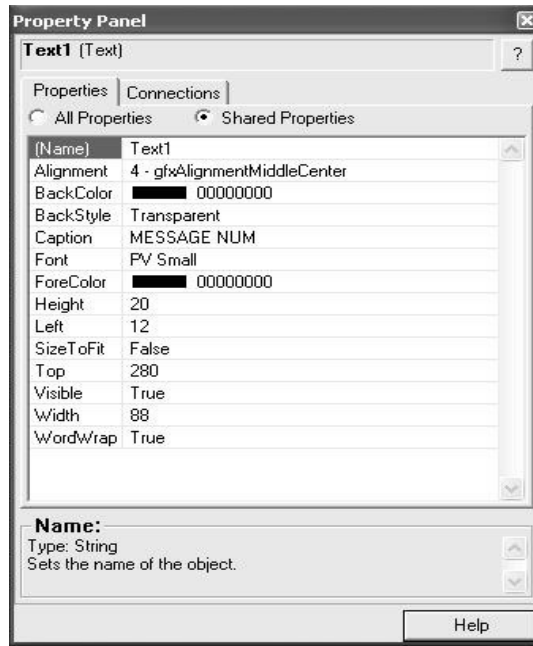 Property Panel
Text1 (Text)
?
Properties Connections
All Properties Shared Properties
(Name) Text1
Alignment 4 - gfxAlignmentMiddleCenter
BackColor 00000000
BackStyle Transparent
Caption MESSAGE NUM
Font PV Small
ForeColor 00000000
Height 20
Left 12
SizeToFit False
Top 280
Visible True
Width 88
WordWrap True
Name:
Type: String
Sets the name of the object.
Help